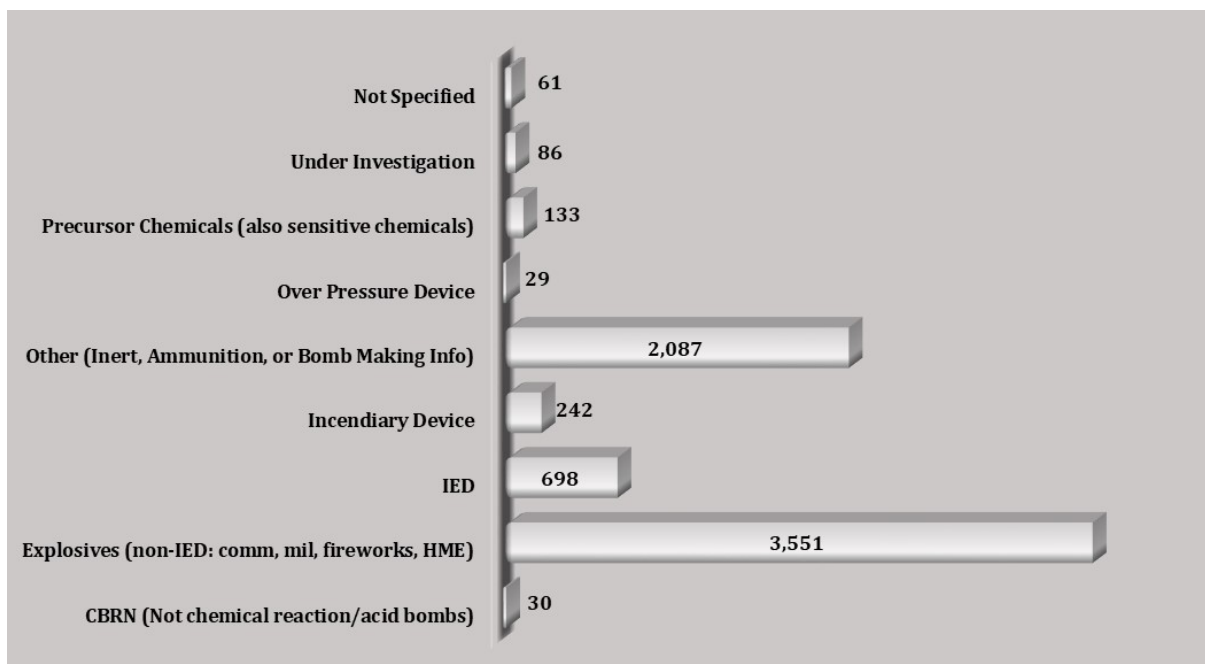 Not Specified 61
Under Investigation 86
Precursor Chemicals (also sensitive chemicals) 133
Over Pressure Device 29
Other (Inert, Ammunition, or Bomb Making Info) 2,087
Incendiary Device 242
IED 698
Explosives (non-IED: comm, mil, fireworks, HME) 3,551
CBRN (Not chemical reaction/acid bombs) 30